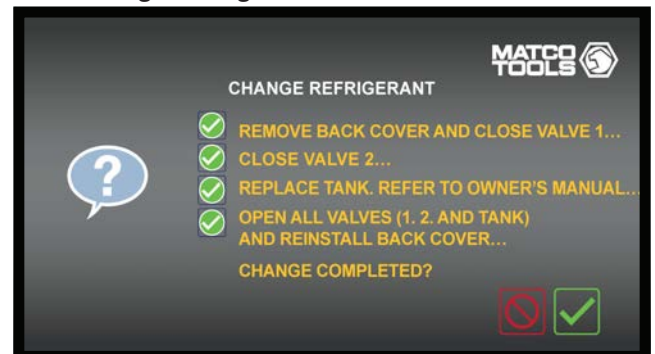 MATCO
TOOLS
CHANGE REFRIGERANT
REMOVE BACK COVER AND CLOSE VALVE 1...
CLOSE VALVE 2...
?
REPLACE TANK. REFER TO OWNER'S MANUAL...
OPEN ALL VALVES (1. 2. AND TANK)
AND REINSTALL BACK COVER...
CHANGE COMPLETED?